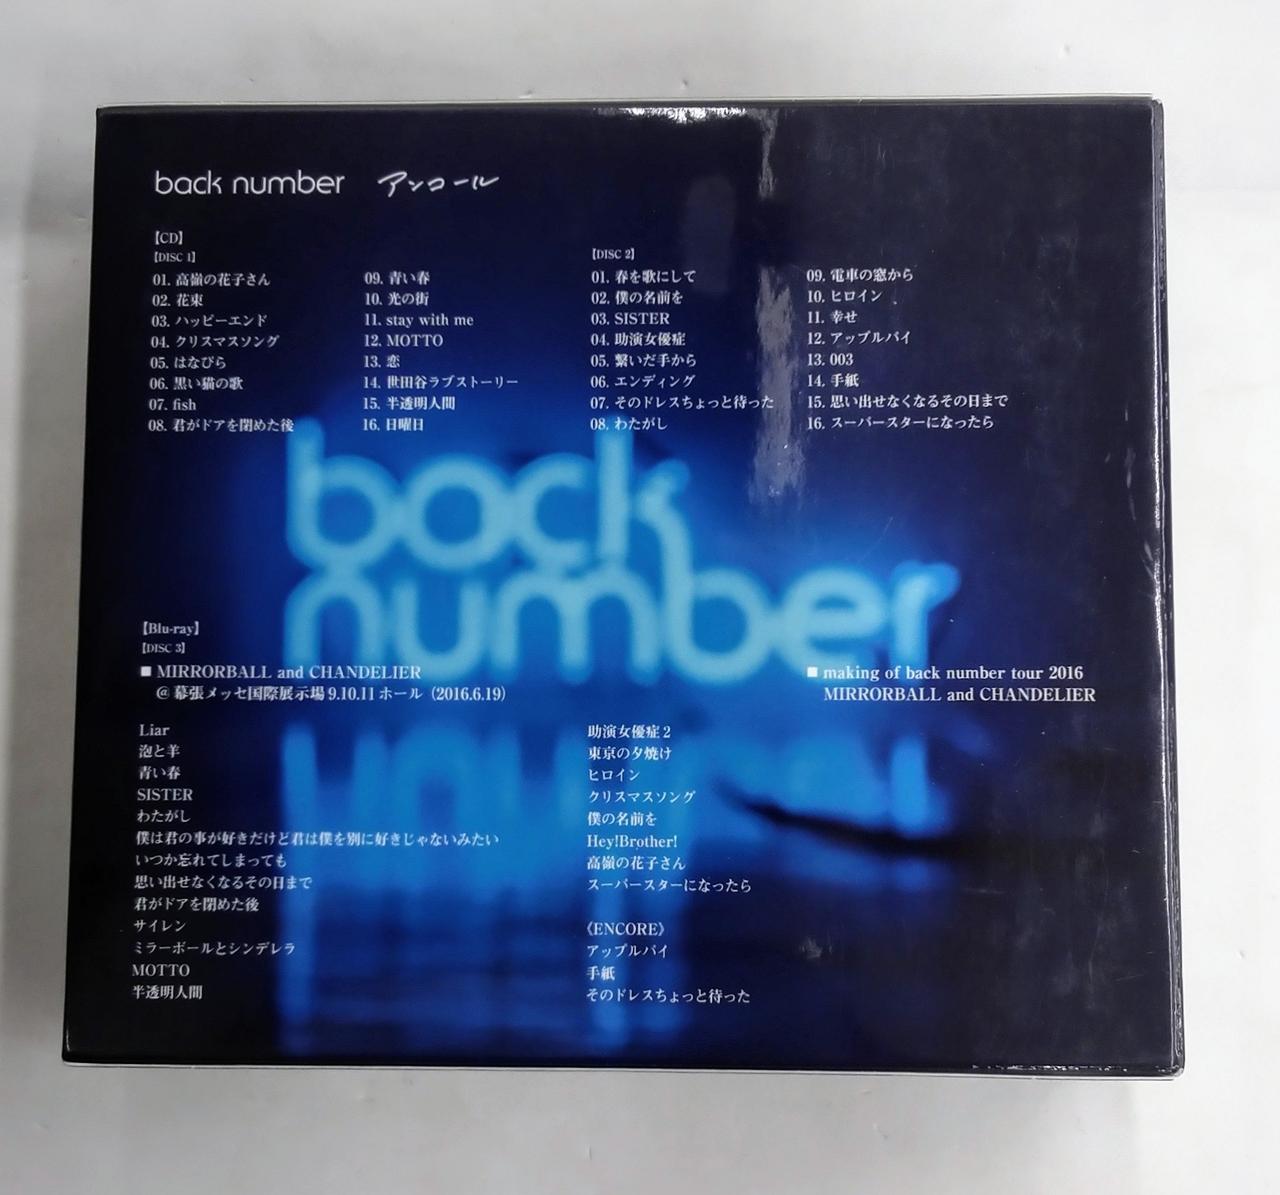 back number アンコール
【CD】
【DISC 1】
01. 高嶺の花子さん
02. 花束
03. ハッピーエンド
04. クリスマスソング
05. はなびら
06. 黒い猫の歌
07. fish
08. 君がドアを閉めた後
09. 青い春
10. 光の街
11. stay with me
12. MOTTO
13. 恋
14. 世田谷ラブストーリー
15. 半透明人間
16. 日曜日
【DISC 2】
01. 春を歌にして
02. 僕の名前を
03. SISTER
04. 助演女優症
05. 繋いだ手から
06. エンディング
07. そのドレスちょっと待った
08. わたがし
09. 電車の窓から
10. ヒロイン
11. 幸せ
12. アップルパイ
13. 003
14. 手紙
15. 思い出せなくなるその日まで
16. スーパースターになったら
back
number
【Blu-ray】
【DISC 3】
■ MIRRORBALL and CHANDELIER
@ 幕張メッセ国際展示場 9.10.11 ホール（2016.6.19）
Liar
泡と羊
青い春
SISTER
わたがし
僕は君の事が好きだけど君は僕を別に好きじゃないみたい
いつか忘れてしまっても
思い出せなくなるその日まで
君がドアを閉めた後
サイレン
ミラーボールとシンデレラ
MOTTO
半透明人間
助演女優症 2
東京の夕焼け
ヒロイン
クリスマスソング
僕の名前を
Hey!Brother!
高嶺の花子さん
スーパースターになったら
《ENCORE》
アップルパイ
手紙
そのドレスちょっと待った
■ making of back number tour 2016
MIRRORBALL and CHANDELIER